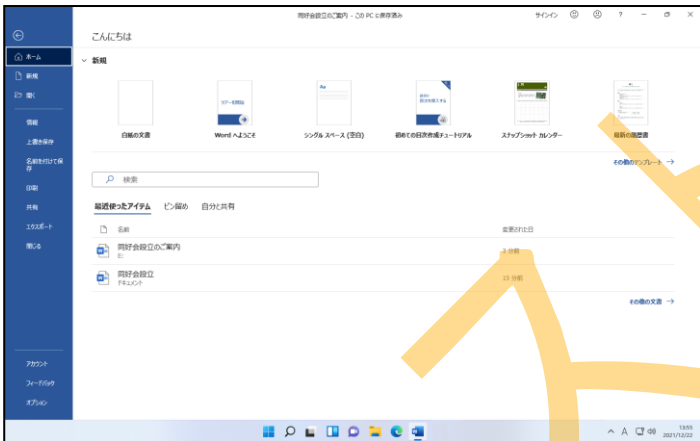 同好会設立のご案内 - この PC に保存済み
サインイン
こんにちは
ホーム
新規
開く
情報
上書き保存
名前を付けて保
存
印刷
共有
エクスポート
閉じる
アカウント
フィードバック
オプション
新規
白紙の文書
ツアー開始
Word へようこそ
シングル スペース (空白)
初めての目次作成チュートリアル
スナップショット カレンダー
最新の履歴書
その他のテンプレート →
検索
最近使ったアイテム ピン留め 自分と共有
名前 変更された日
同好会設立のご案内
E:
同好会設立
ドキュメント
15 分前
その他の文書 →
A
13:55
2021/12/22